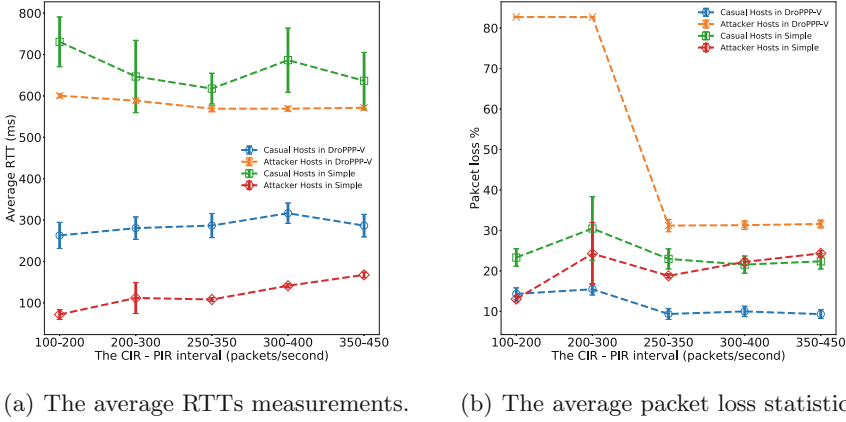 800
700
600
500
400
300
200
100
Average RTT (ms)
Casual Hosts in DroPPP-V
Attacker Hosts in DroPPP-V
Casual Hosts in Simple
Attacker Hosts in Simple
100-200 200-300 250-350 300-400 350-450
The CIR - PIR interval (packets/second)
(a) The average RTTs measurements.
80
70
60
50
40
30
20
10
Pakcet loss %
Casual Hosts in DroPPP-V
Attacker Hosts in DroPPP-V
Casual Hosts in Simple
Attacker Hosts in Simple
100-200 200-300 250-350 300-400 350-450
The CIR - PIR interval (packets/second)
(b) The average packet loss statistic